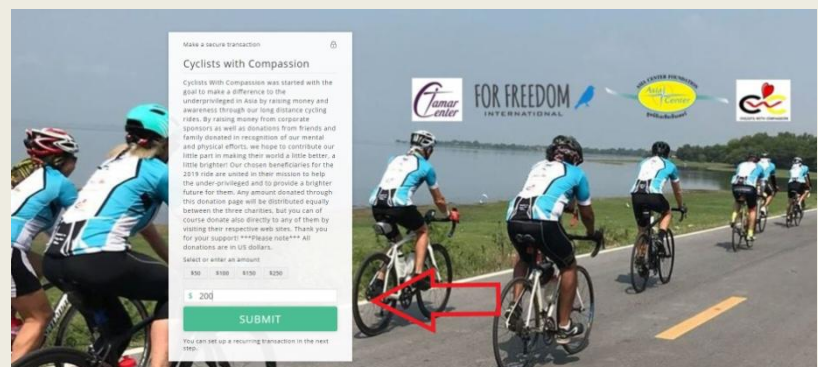 Make a secure transaction
Cyclists with Compassion
Cyclists With Compassion was started with the
goal to make a difference to the
underprivileged in Asia by raising money and
awareness through our long distance cycling
rides. By raising money from corporate
sponsors as well as donations from friends and
family donated in recognition of our mental
and physical efforts, we hope to contribute our
little part in making their world a little better, a
little brighter! Our chosen beneficiaries for the
2019 ride are united in their mission to help
the under-privileged and to provide a brighter
future for them. Any amount donated through
this donation page will be distributed equally
between the three charities, but you can of
course donate also directly to any of them by
visiting their respective web sites. Thank you
for your support! ***Please note*** All
donations are in US dollars.
Select or enter an amount
$50 $100 $150 $250
$ 200
SUBMIT
You can set up a recurring transaction in the next
step.
Tamar
Center
FOR FREEDOM
INTERNATIONAL
ASIA CENTER FOUNDATION
Asia
Center
CYCLISTS WITH COMPASSION